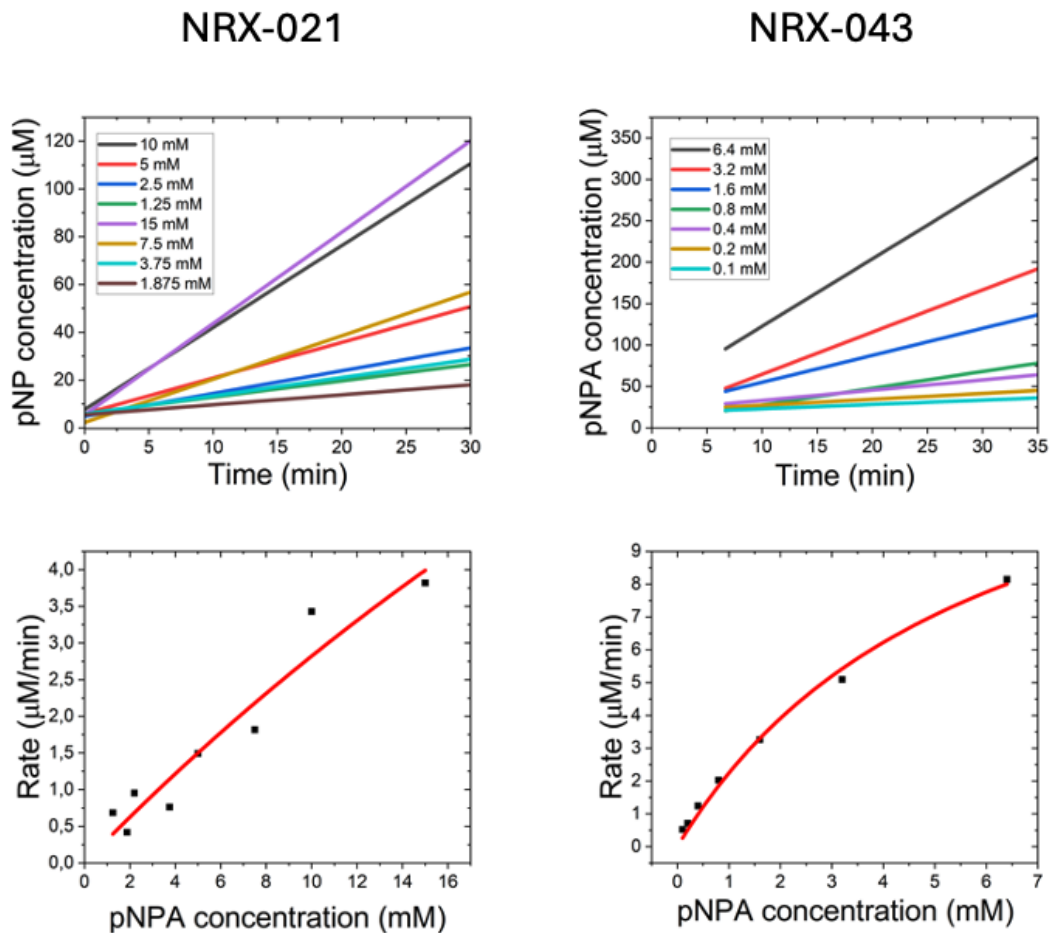 NRX-021
NRX-043
pNP concentration (μM)
120
100
80
60
40
20
0
10 mM
5 mM
2.5 mM
1.25 mM
15 mM
7.5 mM
3.75 mM
1.875 mM
0 5 10 15 20 25 30
Time (min)
pNPA concentration (μM)
350
300
250
200
150
100
50
0
6.4 mM
3.2 mM
1.6 mM
0.8 mM
0.4 mM
0.2 mM
0.1 mM
0 5 10 15 20 25 30 35
Time (min)
Rate (μM/min)
4,0
3,5
3,0
2,5
2,0
1,5
1,0
0,5
0,0
0 2 4 6 8 10 12 14 16
pNPA concentration (mM)
Rate (μM/min)
9
8
7
6
5
4
3
2
1
0
0 1 2 3 4 5 6 7
pNPA concentration (mM)